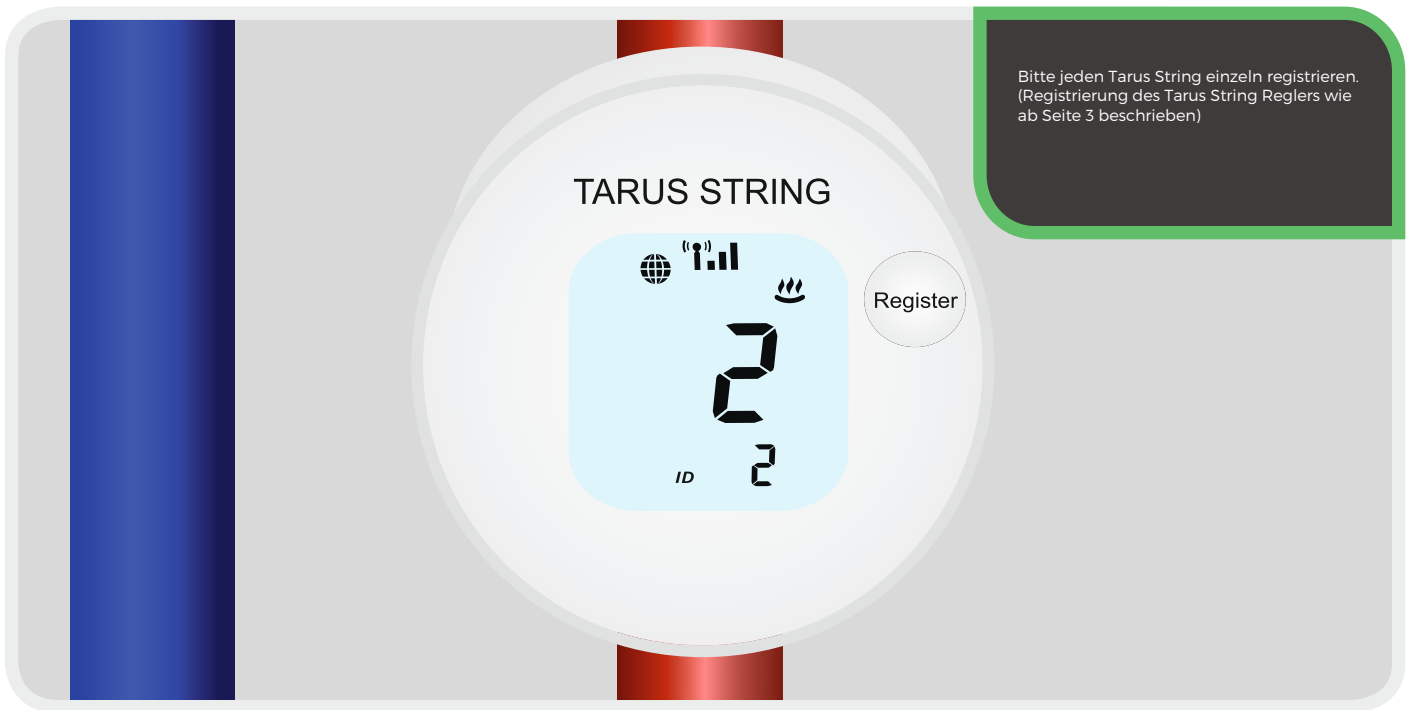 Bitte jeden Tarus String einzeln registrieren.
(Registrierung des Tarus String Reglers wie
ab Seite 3 beschrieben)
TARUS STRING
Register
2
ID 2